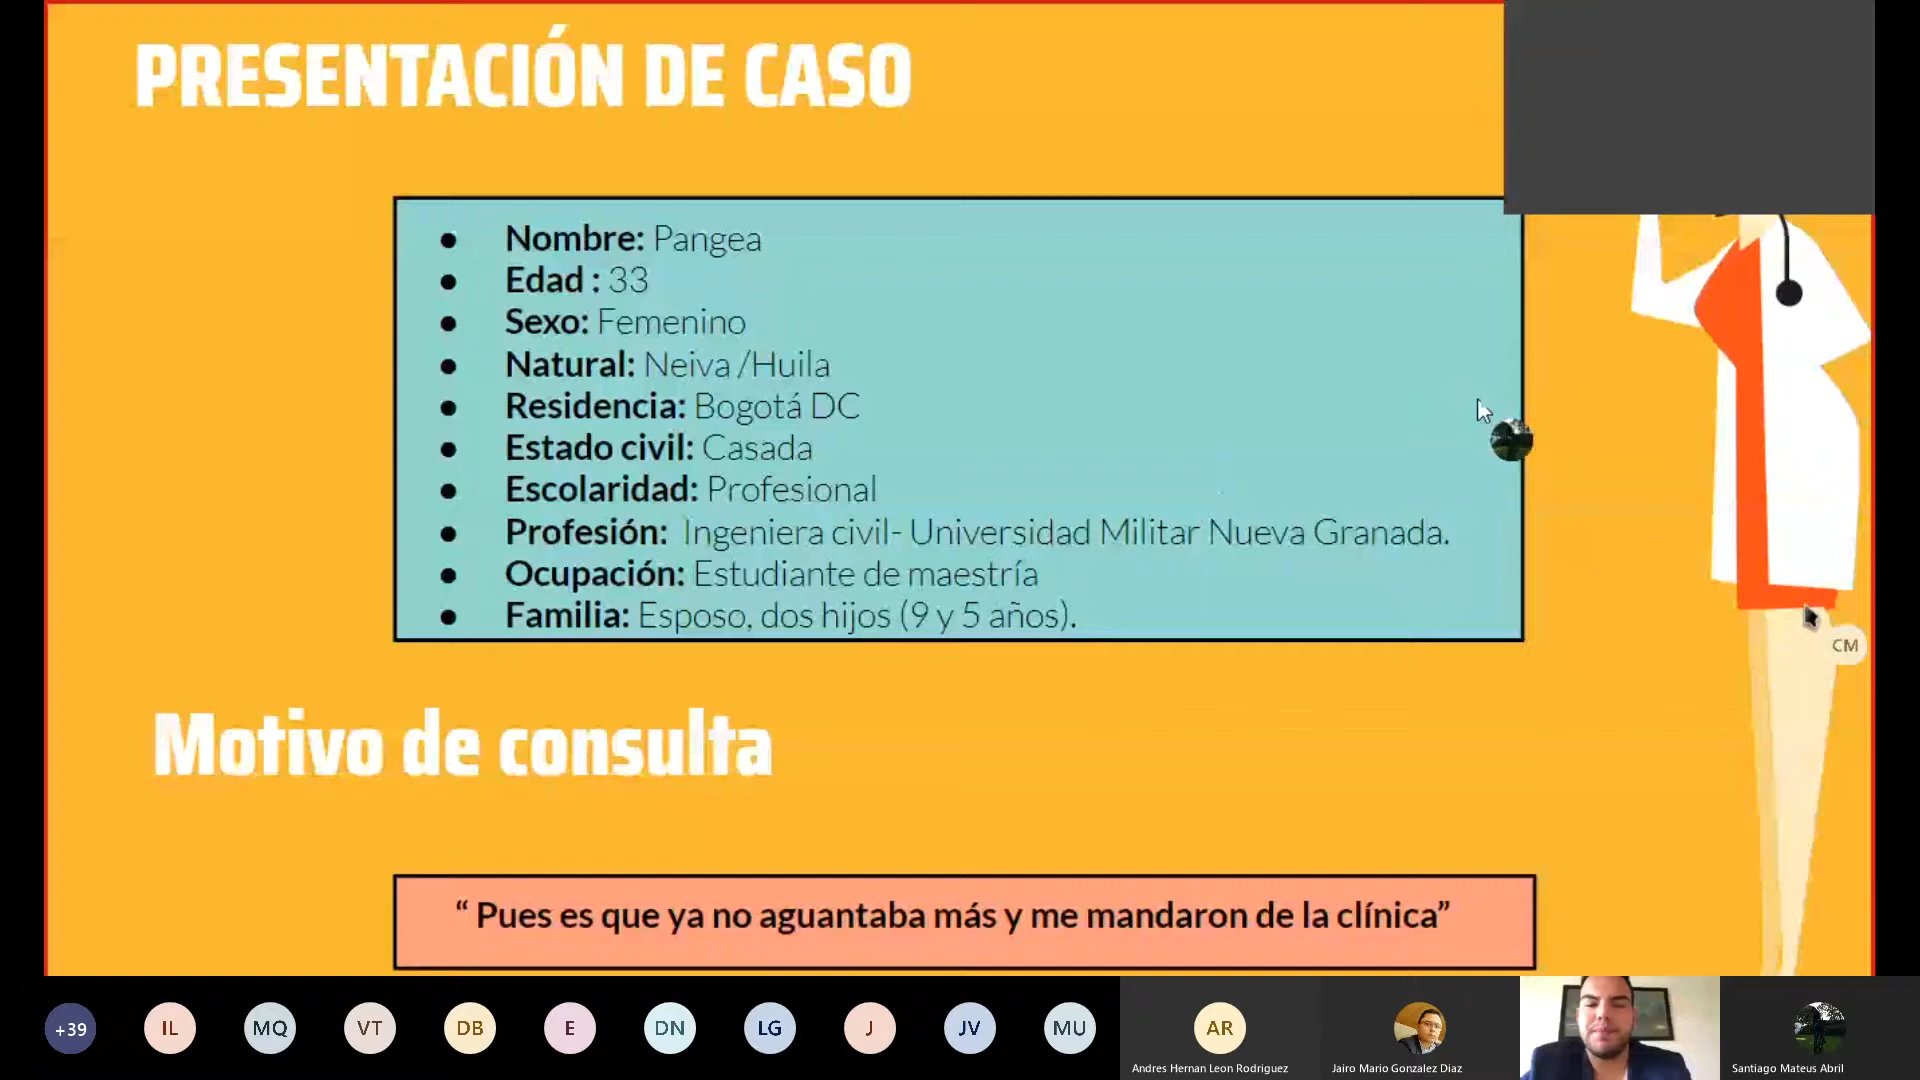 PRESENTACIÓN DE CASO
● Nombre: Pangea
● Edad : 33
● Sexo: Femenino
● Natural: Neiva /Huila
● Residencia: Bogotá DC
● Estado civil: Casada
● Escolaridad: Profesional
● Profesión: Ingeniera civil- Universidad Militar Nueva Granada.
● Ocupación: Estudiante de maestría
● Familia: Esposo, dos hijos (9 y 5 años).
CM
Motivo de consulta
“ Pues es que ya no aguantaba más y me mandaron de la clínica”
+39 IL MQ VT DB E DN LG J JV MU AR
Andres Hernan Leon Rodriguez Jairo Mario Gonzalez Diaz Santiago Mateus Abril